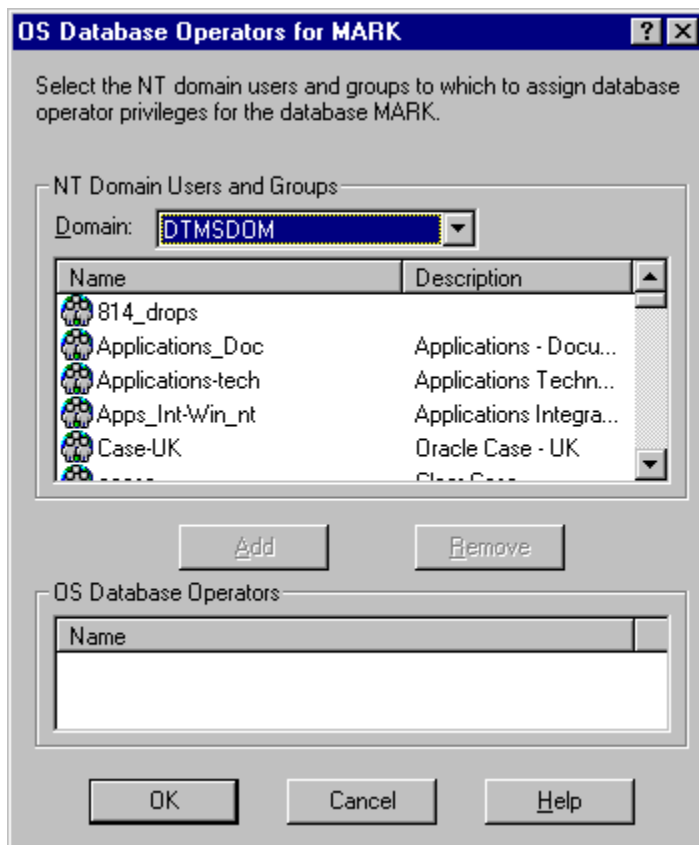 OS Database Operators for MARK
Select the NT domain users and groups to which to assign database
operator privileges for the database MARK.
NT Domain Users and Groups
Domain: DTMSDOM
Name Description
814_drops
Applications_Doc Applications - Docu...
Applications-tech Applications Techn...
Apps_Int-Win_nt Applications Integra...
Case-UK Oracle Case - UK
Add Remove
OS Database Operators
Name
OK Cancel Help